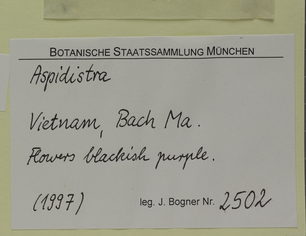 BOTANISCHE STAATSSAMMLUNG MÜNCHEN
Aspidistra
Vietnam, Bach Ma.
Flowers blackish purple.
(1997) leg. J. Bogner Nr. 2502